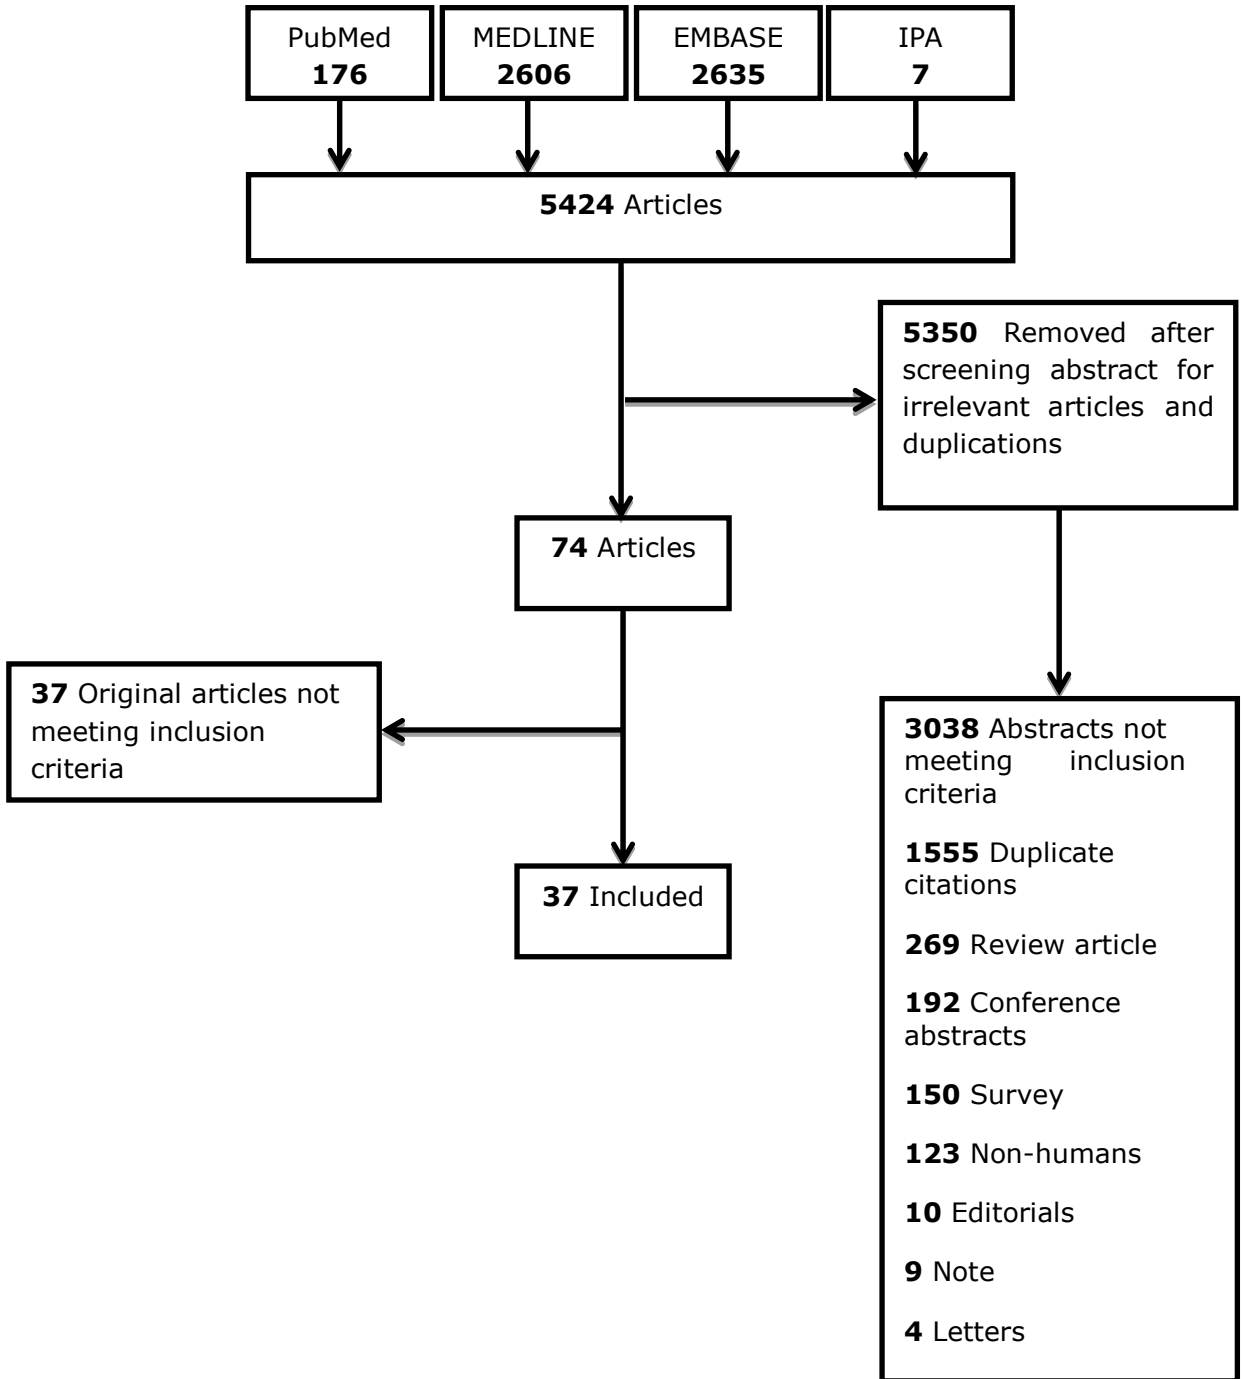 PubMed
176
MEDLINE
2606
EMBASE
2635
IPA
7
5424 Articles
5350 Removed after
screening abstract for
irrelevant articles and
duplications
74 Articles
37 Original articles not
meeting inclusion
criteria
3038 Abstracts not
meeting inclusion
criteria
1555 Duplicate
citations
269 Review article
192 Conference
abstracts
150 Survey
123 Non-humans
10 Editorials
9 Note
4 Letters
37 Included